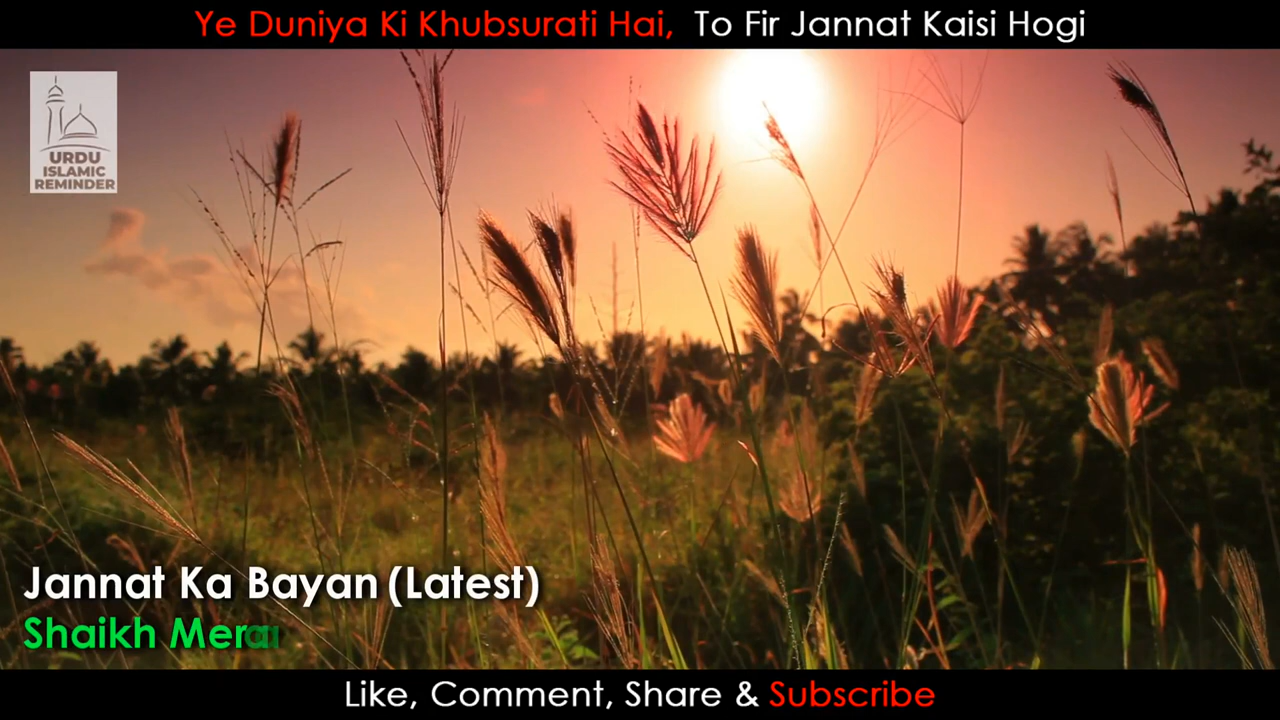 Ye Duniya Ki Khubsurati Hai, To Fir Jannat Kaisi Hogi
URDU
ISLAMIC
REMINDER
Jannat Ka Bayan (Latest)
Shaikh
Like, Comment, Share & Subscribe